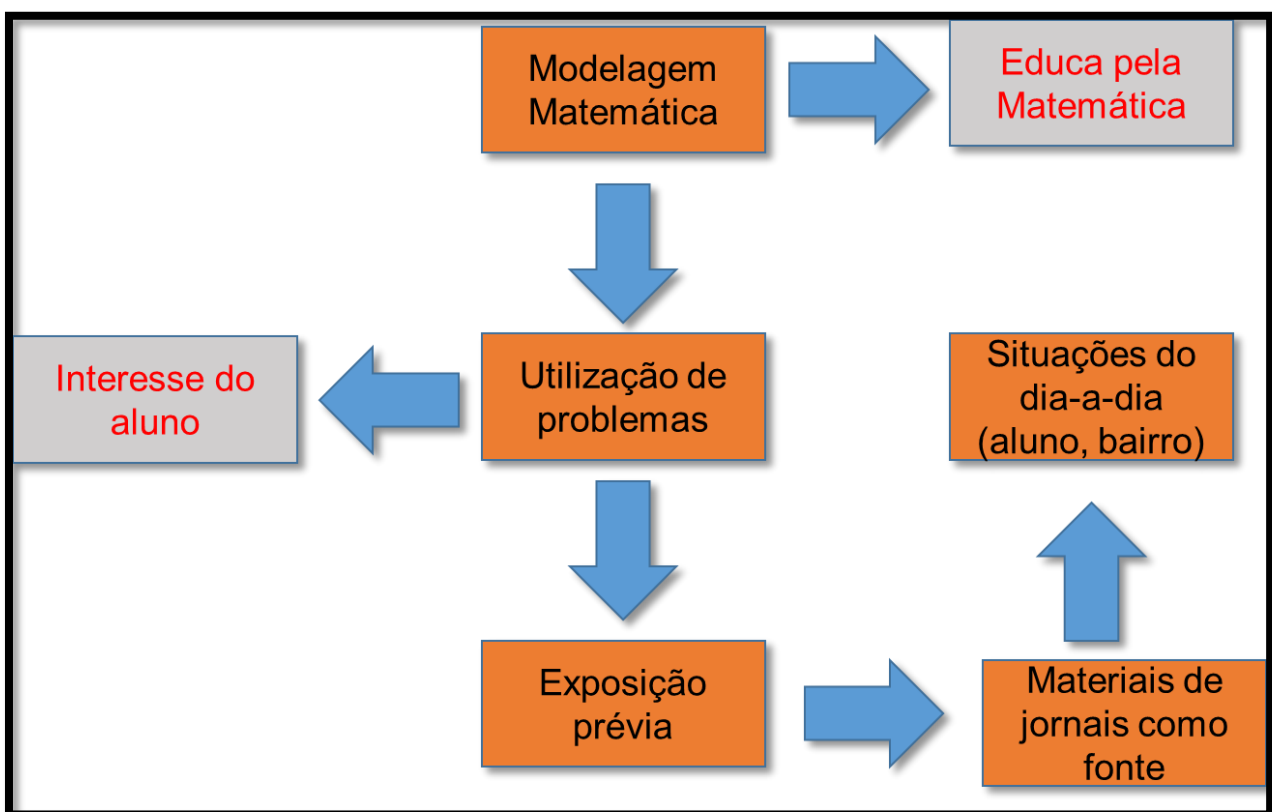 Modelagem
Matemática
Educa pela
Matemática
Interesse do
aluno
Utilização de
problemas
Situações do
dia-a-dia
(aluno, bairro)
Exposição
prévia
Materiais de
jornais como
fonte